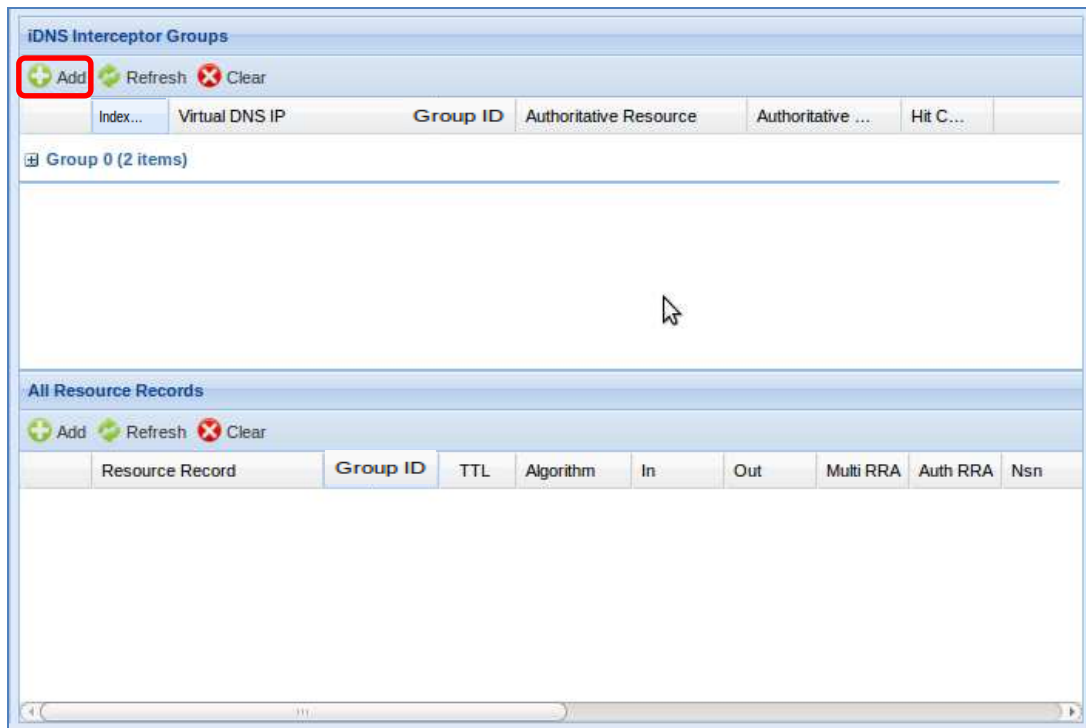 iDNS Interceptor Groups
Add Refresh Clear
Index... Virtual DNS IP Group ID Authoritative Resource Authoritative ... Hit C...
Group 0 (2 items)
All Resource Records
Add Refresh Clear
Resource Record Group ID TTL Algorithm In Out Multi RRA Auth RRA Nsn